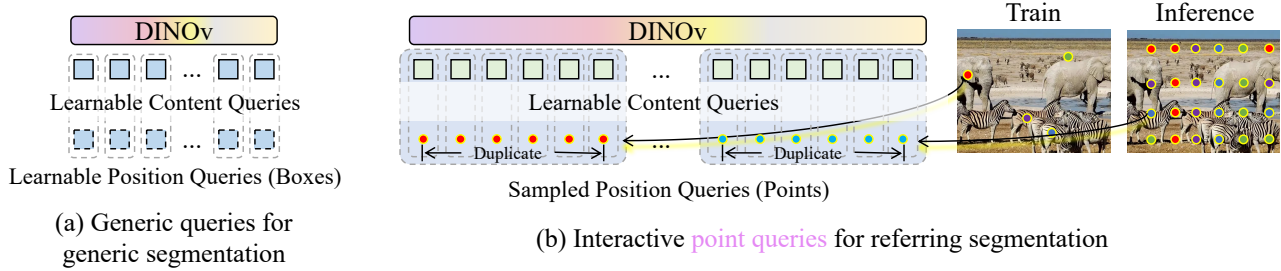 DINOv
...
Learnable Content Queries
...
Learnable Position Queries (Boxes)
(a) Generic queries for
generic segmentation
DINOv
...
Learnable Content Queries
...
Duplicate
Duplicate
Sampled Position Queries (Points)
(b) Interactive point queries for referring segmentation
Train
Inference